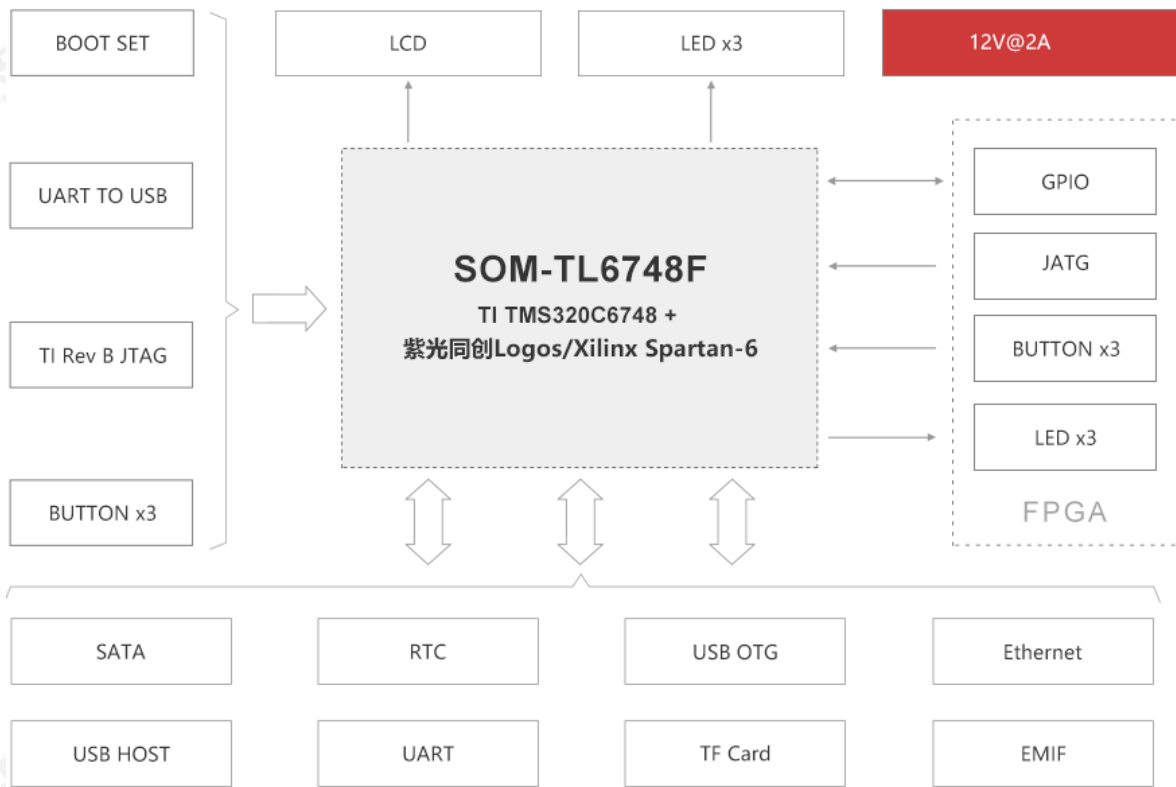 BOOT SET
LCD
LED x3
12V@2A
UART TO USB
TI Rev B JTAG
BUTTON x3
SOM-TL6748F
TI TMS320C6748 +
紫光同创Logos/Xilinx Spartan-6
GPIO
JATG
BUTTON x3
LED x3
FPGA
SATA
RTC
USB OTG
Ethernet
USB HOST
UART
TF Card
EMIF